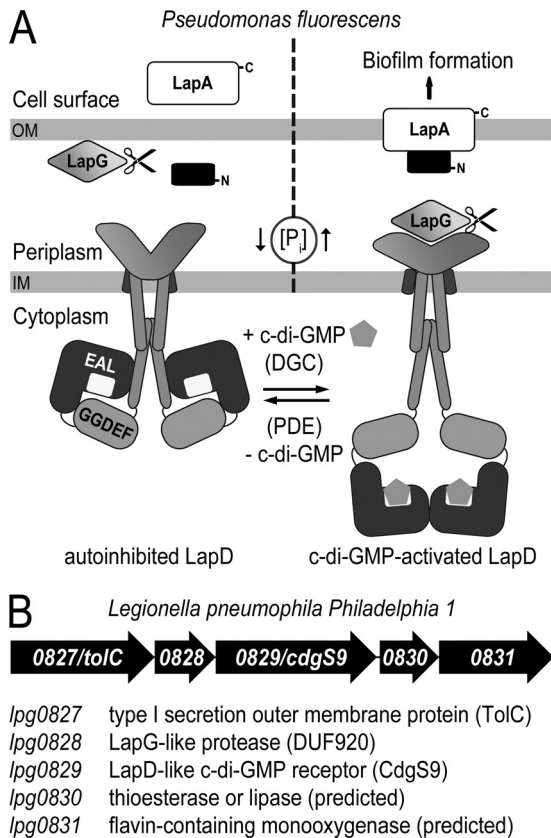 A
Pseudomonas fluorescens
Biofilm formation
C
LapA
Cell surface
C
LapA
OM
LapG
N
N
LapG
[Pi]
Periplasm
IM
Cytoplasm
+ c-di-GMP
(DGC)
EAL
GGDEF
(PDE)
- c-di-GMP
autoinhibited LapD
c-di-GMP-activated LapD
B
Legionella pneumophila Philadelphia 1
0827/tolC 0828 0829/cdgS9 0830 0831
lpg0827 type I secretion outer membrane protein (TolC)
lpg0828 LapG-like protease (DUF920)
lpg0829 LapD-like c-di-GMP receptor (CdgS9)
lpg0830 thioesterase or lipase (predicted)
lpg0831 flavin-containing monooxygenase (predicted)